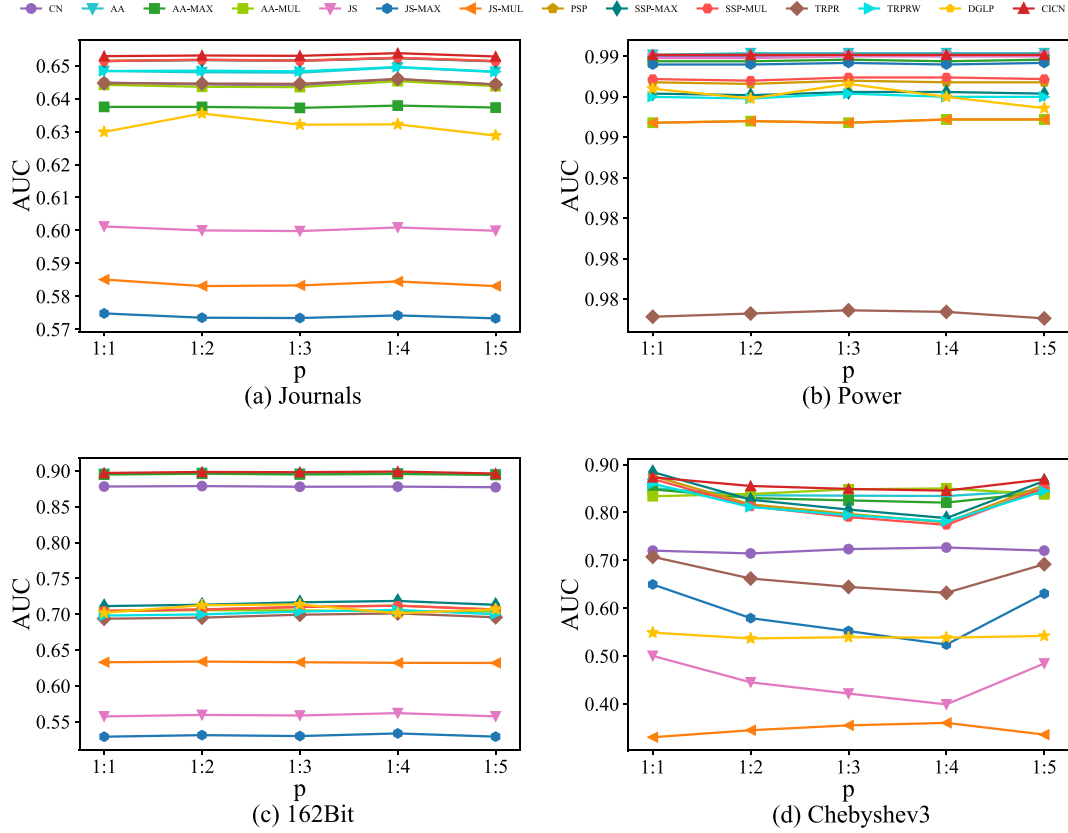 CN AA AA-MAX AA-MUL JS JS-MAX JS-MUL PSP SSP-MAX SSP-MUL TRPR TRPRW DGLP CICN
0.65
0.64
0.63
0.62
0.61
0.60
0.59
0.58
0.57
AUC
1:1 1:2 1:3 1:4 1:5
p
(a) Journals
0.99
0.99
0.99
0.98
0.98
0.98
0.98
AUC
1:1 1:2 1:3 1:4 1:5
p
(b) Power
0.90
0.85
0.80
0.75
0.70
0.65
0.60
0.55
AUC
1:1 1:2 1:3 1:4 1:5
p
(c) 162Bit
0.90
0.80
0.70
0.60
0.50
0.40
AUC
1:1 1:2 1:3 1:4 1:5
p
(d) Chebyshev3